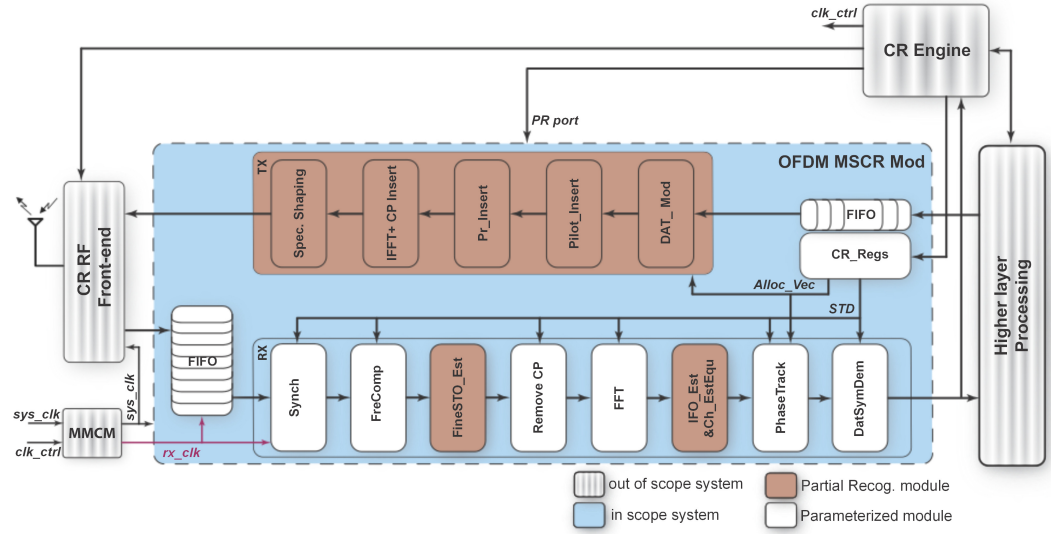 clk_ctrl
CR Engine
PR port
OFDM MSCR Mod
TX
Spec. Shaping
IFFT+ CP Insert
Pr_Insert
Pilot_Insert
DAT_ Mod
FIFO
CR_Regs
Alloc_Vec
STD
CR RF
Front-end
Higher layer
Processing
FIFO
RX
Synch
FreComp
FineSTO_Est
Remove CP
FFT
IFO_Est
&Ch_EstEqu
PhaseTrack
DatSymDem
sys_clk
sys_clk
MMCM
clk_ctrl
rx_clk
out of scope system
Partial Recog. module
in scope system
Parameterized module